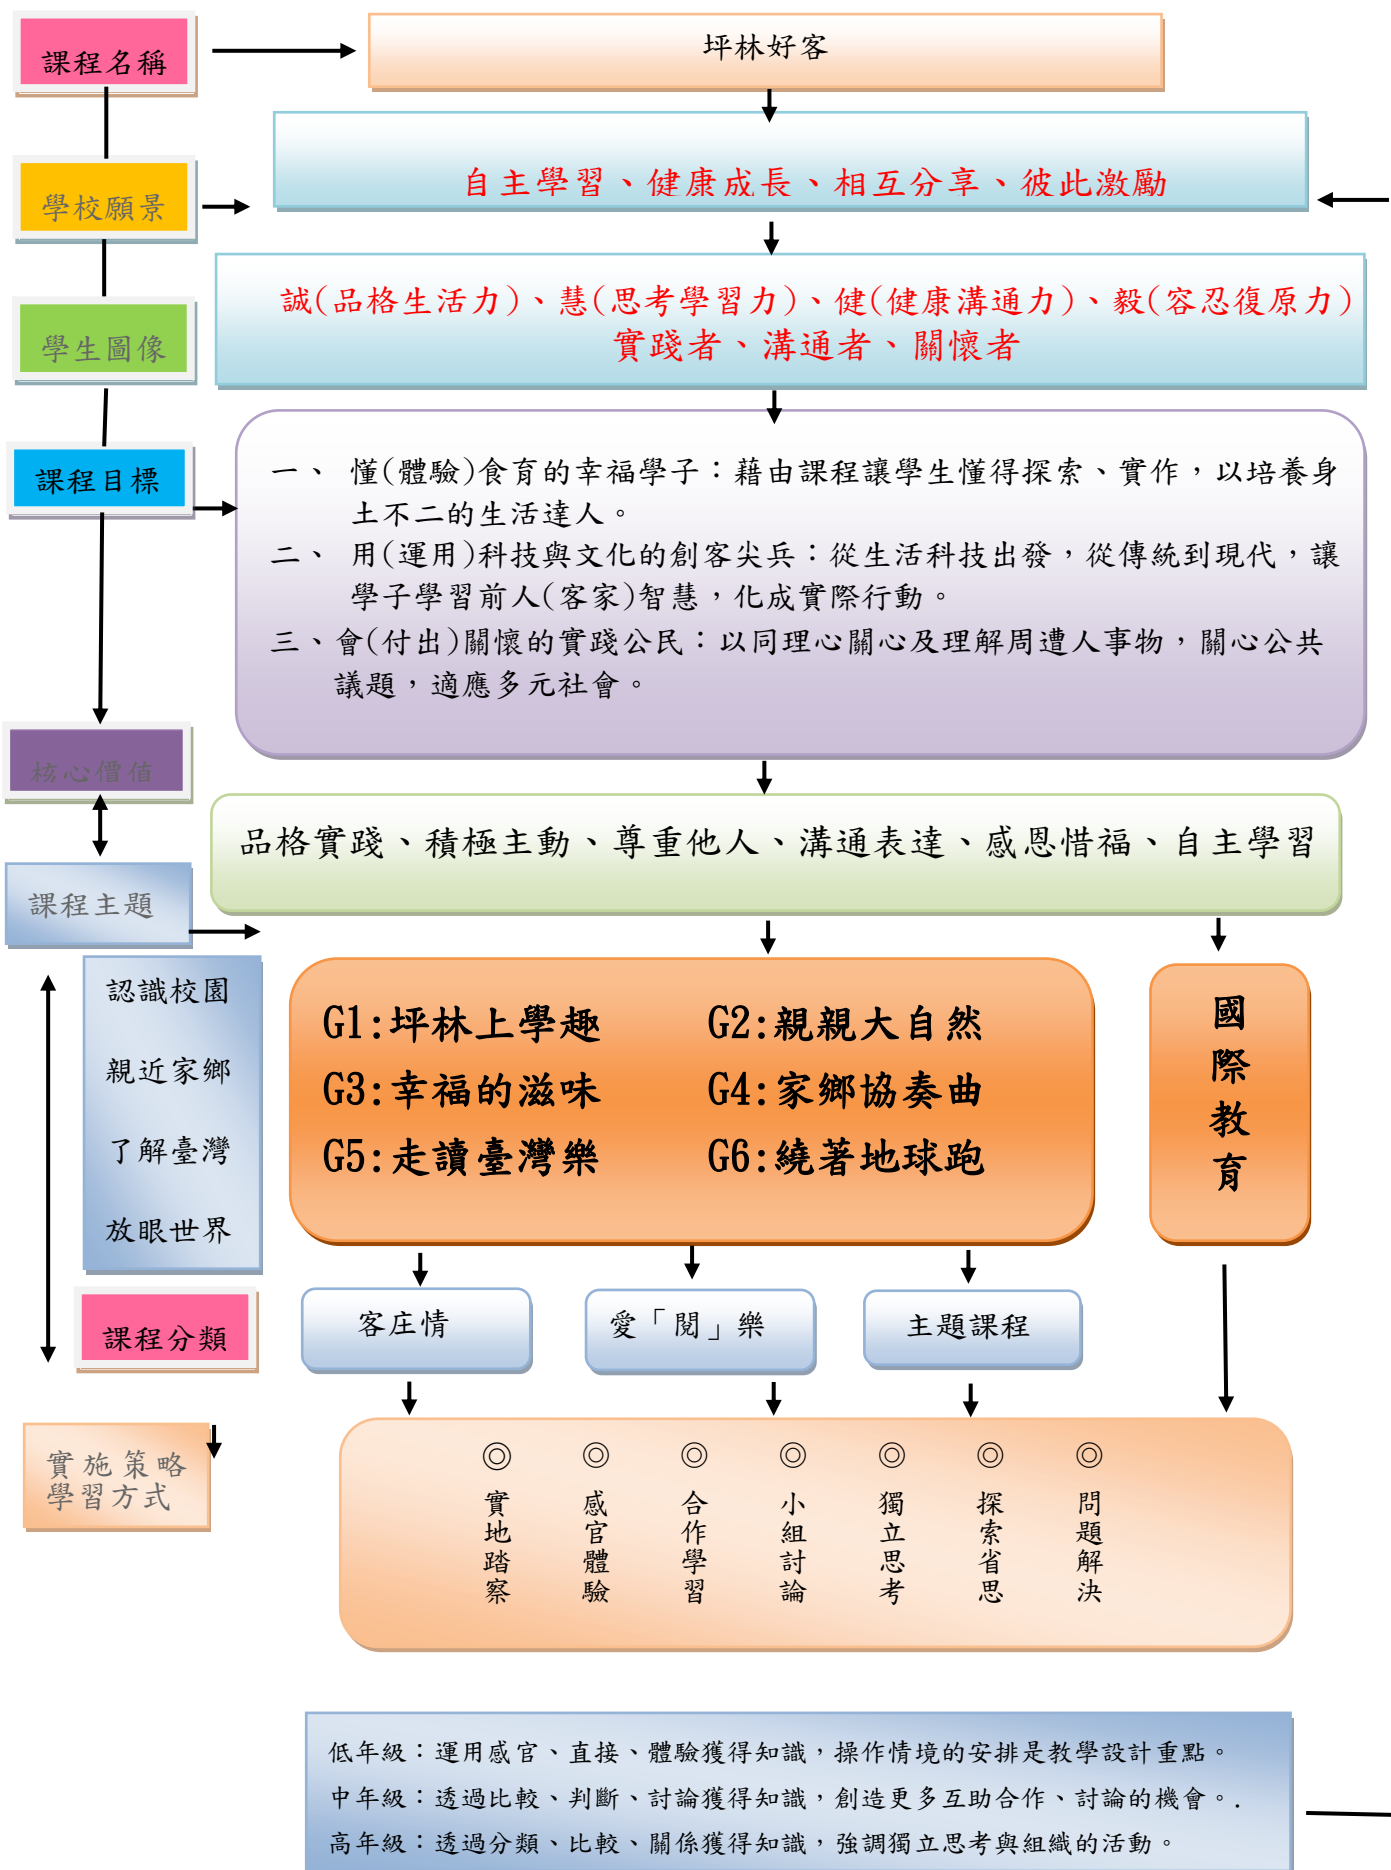 課程名稱
坪林好客
學校願景
自主學習、健康成長、相互分享、彼此激勵
學生圖像
誠(品格生活力)、慧(思考學習力)、健(健康溝通力)、毅(容忍復原力)
實踐者、溝通者、關懷者
課程目標
一、 懂(體驗)食育的幸福學子：藉由課程讓學生懂得探索、實作，以培養身
土不二的生活達人。
二、 用(運用)科技與文化的創客尖兵：從生活科技出發，從傳統到現代，讓
學子學習前人(客家)智慧，化成實際行動。
三、會(付出)關懷的實踐公民：以同理心關心及理解周遭人事物，關心公共
議題，適應多元社會。
核心價值
品格實踐、積極主動、尊重他人、溝通表達、感恩惜福、自主學習
課程主題
認識校園
親近家鄉
了解臺灣
放眼世界
G1:坪林上學趣 G2:親親大自然
G3:幸福的滋味 G4:家鄉協奏曲
G5:走讀臺灣樂 G6:繞著地球跑
國際教育
課程分類
客庄情
愛「閱」樂
主題課程
實施策略
學習方式
◎實地踏察
◎感官體驗
◎合作學習
◎小組討論
◎獨立思考
◎探索省思
◎問題解決
低年級：運用感官、直接、體驗獲得知識，操作情境的安排是教學設計重點。
中年級：透過比較、判斷、討論獲得知識，創造更多互助合作、討論的機會。.
高年級：透過分類、比較、關係獲得知識，強調獨立思考與組織的活動。